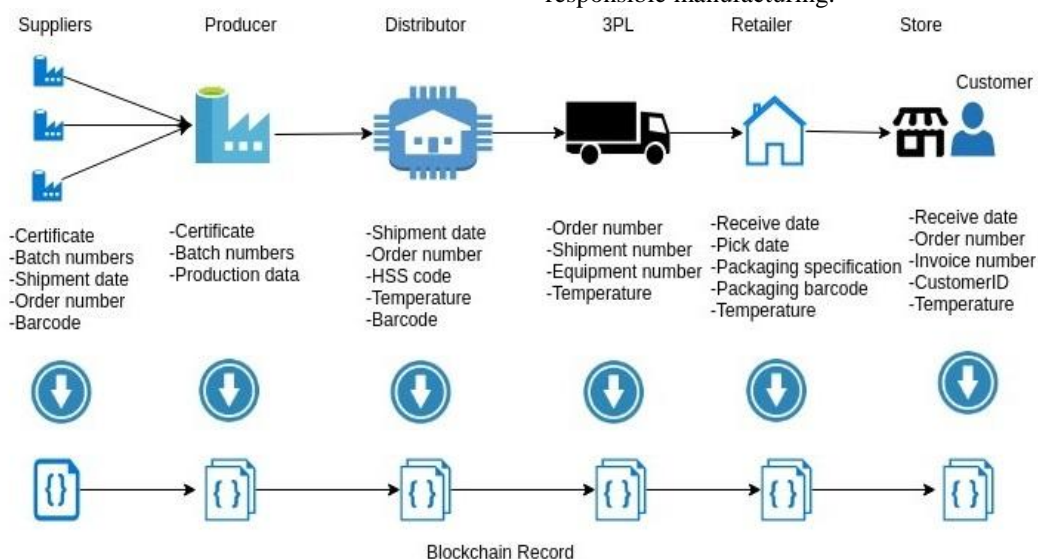 responsible manufacturing.
Suppliers
Producer
Distributor
3PL
Retailer
Store
Customer
-Certificate
-Batch numbers
-Shipment date
-Order number
-Barcode
-Certificate
-Batch numbers
-Production data
-Shipment date
-Order number
-HSS code
-Temperature
-Barcode
-Order number
-Shipment number
-Equipment number
-Temperature
-Receive date
-Pick date
-Packaging specification
-Packaging barcode
-Temperature
-Receive date
-Order number
-Invoice number
-CustomerID
-Temperature
{}
{}
{}
{}
{}
{}
Blockchain Record